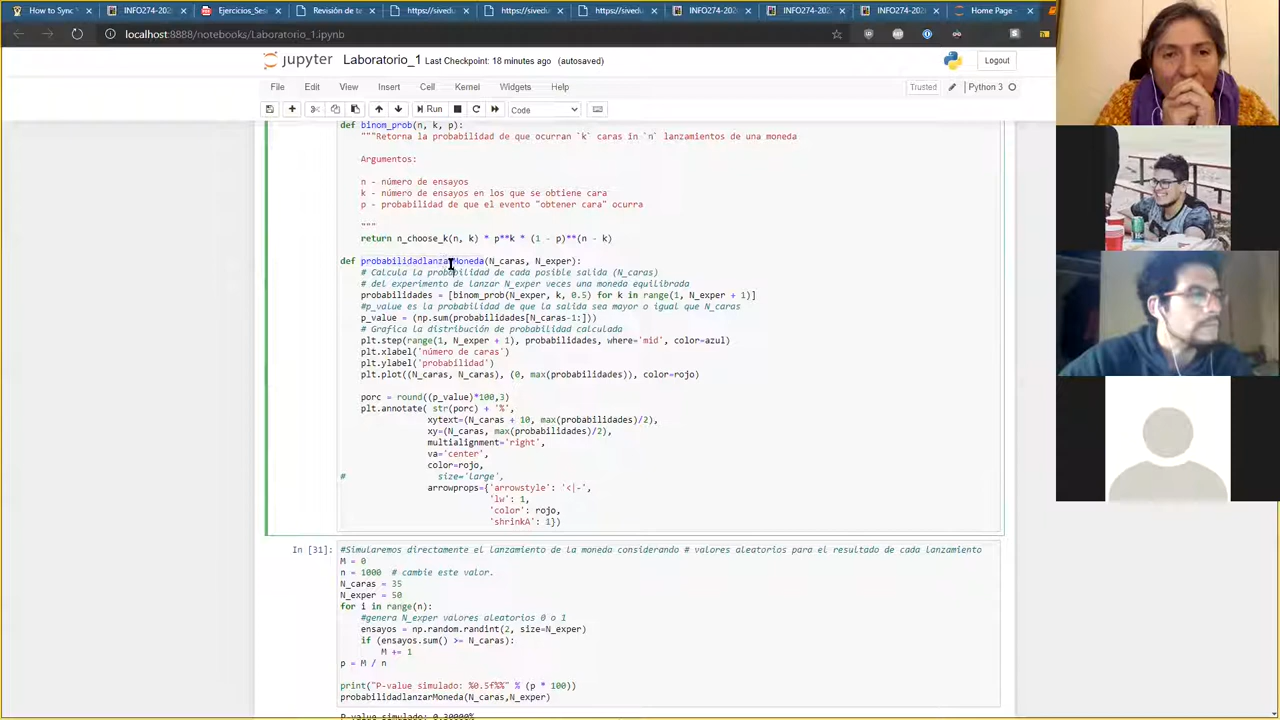 How to Sync
INFO274-202
Ejercicios_Ses
Revisión de te
https://sivedu
https://sivedu
https://sivedu
INFO274-202
INFO274-202
INFO274-202
Home Page -
localhost:8888/notebooks/Laboratorio_1.ipynb
jupyter Laboratorio_1 Last Checkpoint: 18 minutes ago (autosaved)
Logout
File Edit View Insert Cell Kernel Widgets Help
Trusted Python 3
Run Code
def binom_prob(n, k, p):
"""Retorna la probabilidad de que ocurran `k` caras in `n` lanzamientos de una moneda
Argumentos:
n - número de ensayos
k - número de ensayos en los que se obtiene cara
p - probabilidad de que el evento "obtener cara" ocurra
"""
return n_choose_k(n, k) * p**k * (1 - p)**(n - k)
def probabilidadlanzarMoneda(N_caras, N_exper):
# Calcula la probabilidad de cada posible salida (N_caras)
# del experimento de lanzar N_exper veces una moneda equilibrada
probabilidades = [binom_prob(N_exper, k, 0.5) for k in range(1, N_exper + 1)]
#p_value es la probabilidad de que la salida sea mayor o igual que N_caras
p_value = (np.sum(probabilidades[N_caras-1:]))
# Grafica la distribución de probabilidad calculado
plt.step(range(1, N_exper + 1), probabilidades, where='mid', color=azul)
plt.xlabel('número de caras')
plt.ylabel('probabilidad')
plt.plot((N_caras, N_caras), (0, max(probabilidades)), color=rojo)
porc = round((p_value)*100,3)
plt.annotate( str(porc) + '%',
xytext=(N_caras + 10, max(probabilidades)/2),
xy=(N_caras, max(probabilidades)/2),
multialignment='right',
va='center',
color=rojo,
# size='large',
arrowprops={'arrowstyle': '<|-',
'lw': 1,
'color': rojo,
'shrinkA': 1})
In [31]:
#Simularemos directamente el lanzamiento de la moneda considerando # valores aleatorios para el resultado de cada lanzamiento
M = 0
n = 1000 # cambie este valor.
N_caras = 35
N_exper = 50
for i in range(n):
#genera N_exper valores aleatorios 0 o 1
ensayos = np.random.randint(2, size=N_exper)
if (ensayos.sum() >= N_caras):
M += 1
p = M / n
print("P-value simulado: %0.5f%%" % (p * 100))
probabilidadlanzarMoneda(N_caras,N_exper)
P-value simulado: 0.30000%